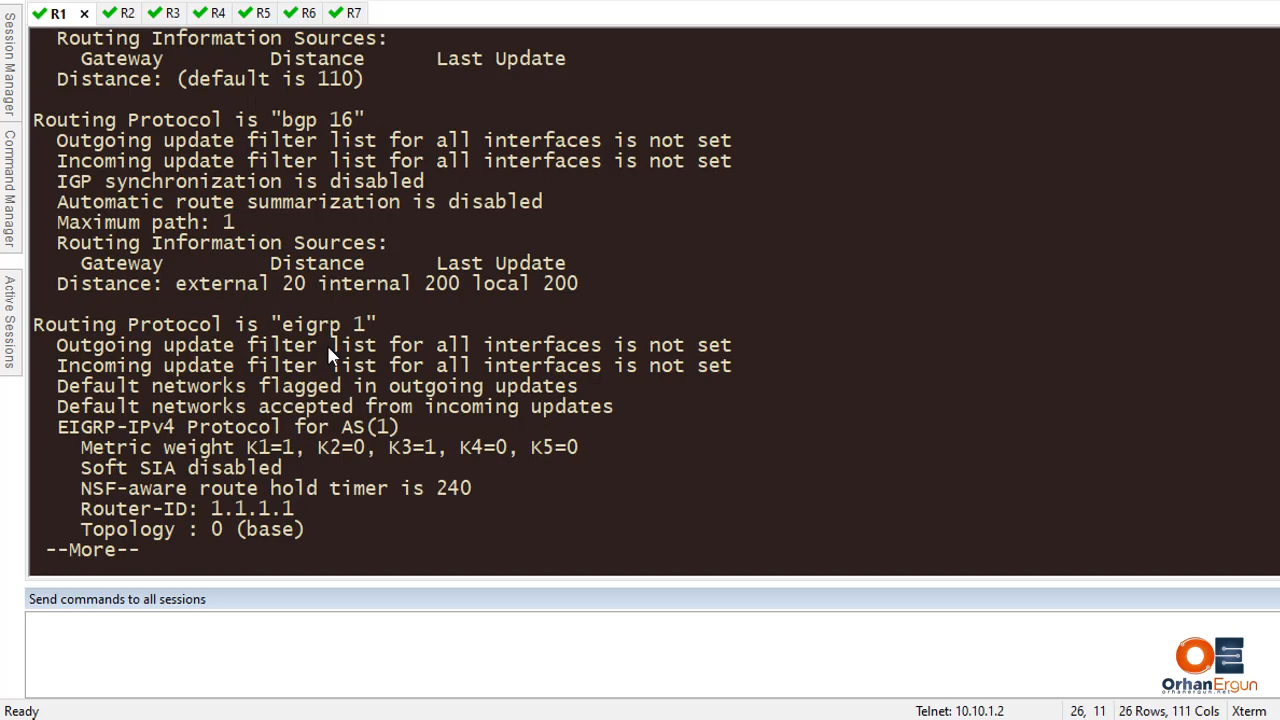 R1 × R2 R3 R4 R5 R6 R7
Session Manager
Command Manager
Active Sessions
Routing Information Sources:
Gateway Distance Last Update
Distance: (default is 110)
Routing Protocol is "bgp 16"
Outgoing update filter list for all interfaces is not set
Incoming update filter list for all interfaces is not set
IGP synchronization is disabled
Automatic route summarization is disabled
Maximum path: 1
Routing Information Sources:
Gateway Distance Last Update
Distance: external 20 internal 200 local 200
Routing Protocol is "eigrp 1"
Outgoing update filter list for all interfaces is not set
Incoming update filter list for all interfaces is not set
Default networks flagged in outgoing updates
Default networks accepted from incoming updates
EIGRP-IPv4 Protocol for AS(1)
Metric weight K1=1, K2=0, K3=1, K4=0, K5=0
Soft SIA disabled
NSF-aware route hold timer is 240
Router-ID: 1.1.1.1
Topology : 0 (base)
--More--
Send commands to all sessions
OE
OrhanErgun
orhanergun.net
Ready Telnet: 10.10.1.2 26, 11 26 Rows, 111 Cols Xterm